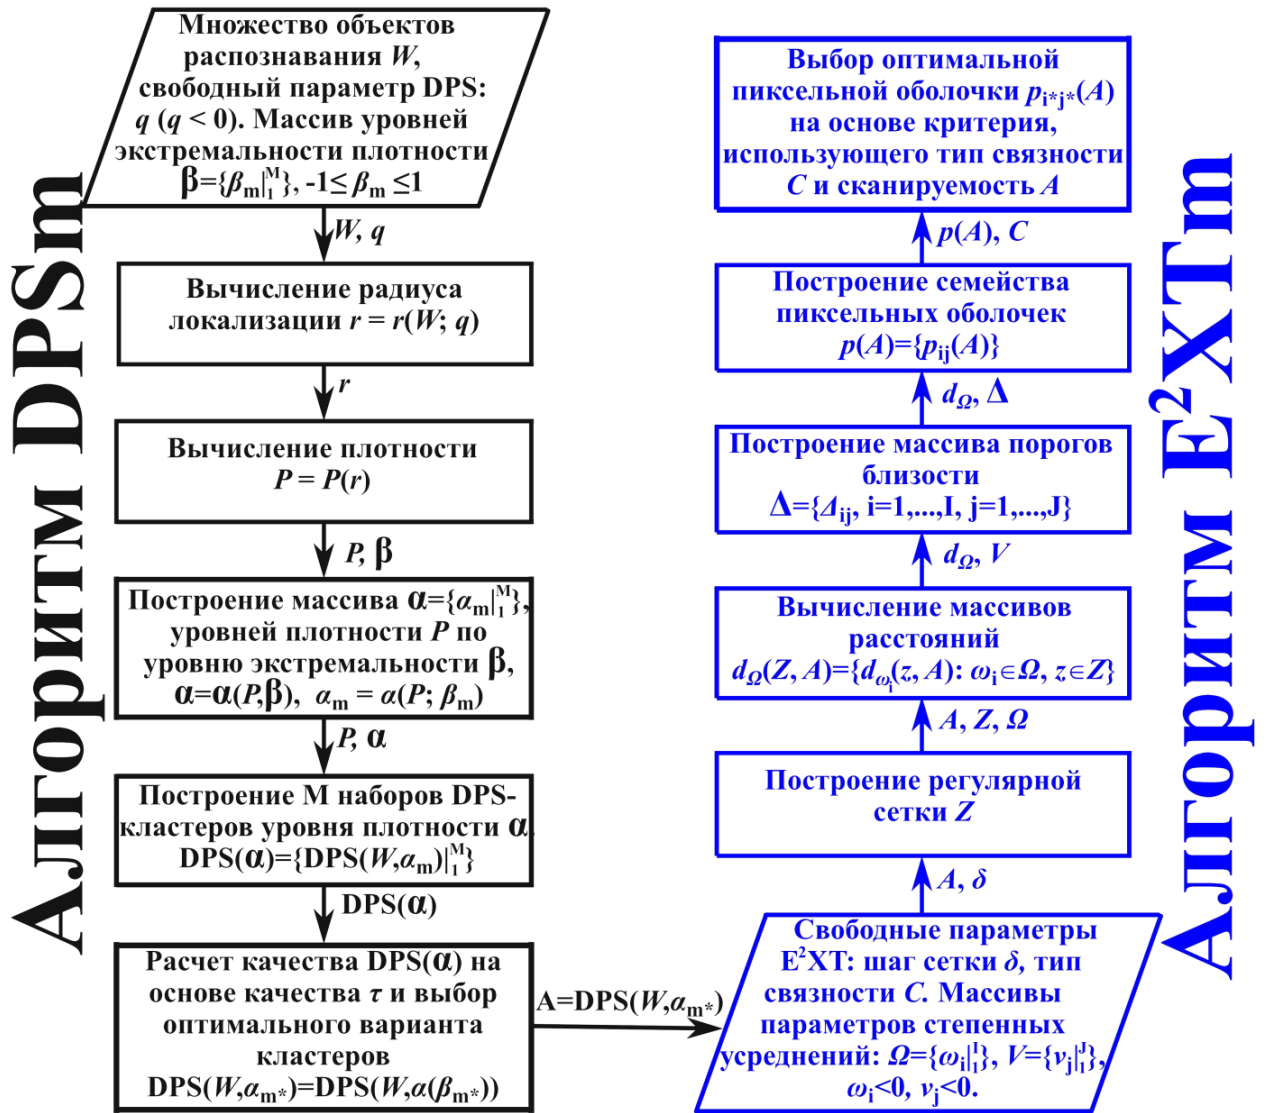 Алгоритм DPSm
Множество объектов
распознавания W,
свободный параметр DPS:
q (q < 0). Массив уровней
экстремальности плотности
β={βₘ|₁ᴹ}, -1≤ βₘ ≤1
W, q
Вычисление радиуса
локализации r = r(W; q)
r
Вычисление плотности
P = P(r)
P, β
Построение массива α={αₘ|₁ᴹ},
уровней плотности P по
уровню экстремальности β,
α=α(P,β), αₘ = α(P; βₘ)
P, α
Построение M наборов DPS-
кластеров уровня плотности α.
DPS(α)={DPS(W,αₘ)|₁ᴹ}
DPS(α)
Расчет качества DPS(α) на
основе качества τ и выбор
оптимального варианта
кластеров
DPS(W,αₘ*)=DPS(W,α(βₘ*))
A=DPS(W,αₘ*)
Свободные параметры
E²XT: шаг сетки δ, тип
связности C. Массивы
параметров степенных
усреднений: Ω={ωᵢ|₁ᴵ}, V={νⱼ|₁ᴶ},
ωᵢ<0, νⱼ<0.
A, δ
Построение регулярной
сетки Z
A, Z, Ω
Вычисление массивов
расстояний
d_Ω(Z, A)={d_ωᵢ(z, A): ωᵢ∈Ω, z∈Z}
d_Ω, V
Построение массива порогов
близости
Δ={Δᵢⱼ, i=1,...,I, j=1,...,J}
d_Ω, Δ
Построение семейства
пиксельных оболочек
p(A)={pᵢⱼ(A)}
p(A), C
Выбор оптимальной
пиксельной оболочки pᵢ*ⱼ*(A)
на основе критерия,
использующего тип связности
C и сканируемость A
Алгоритм E²XTm